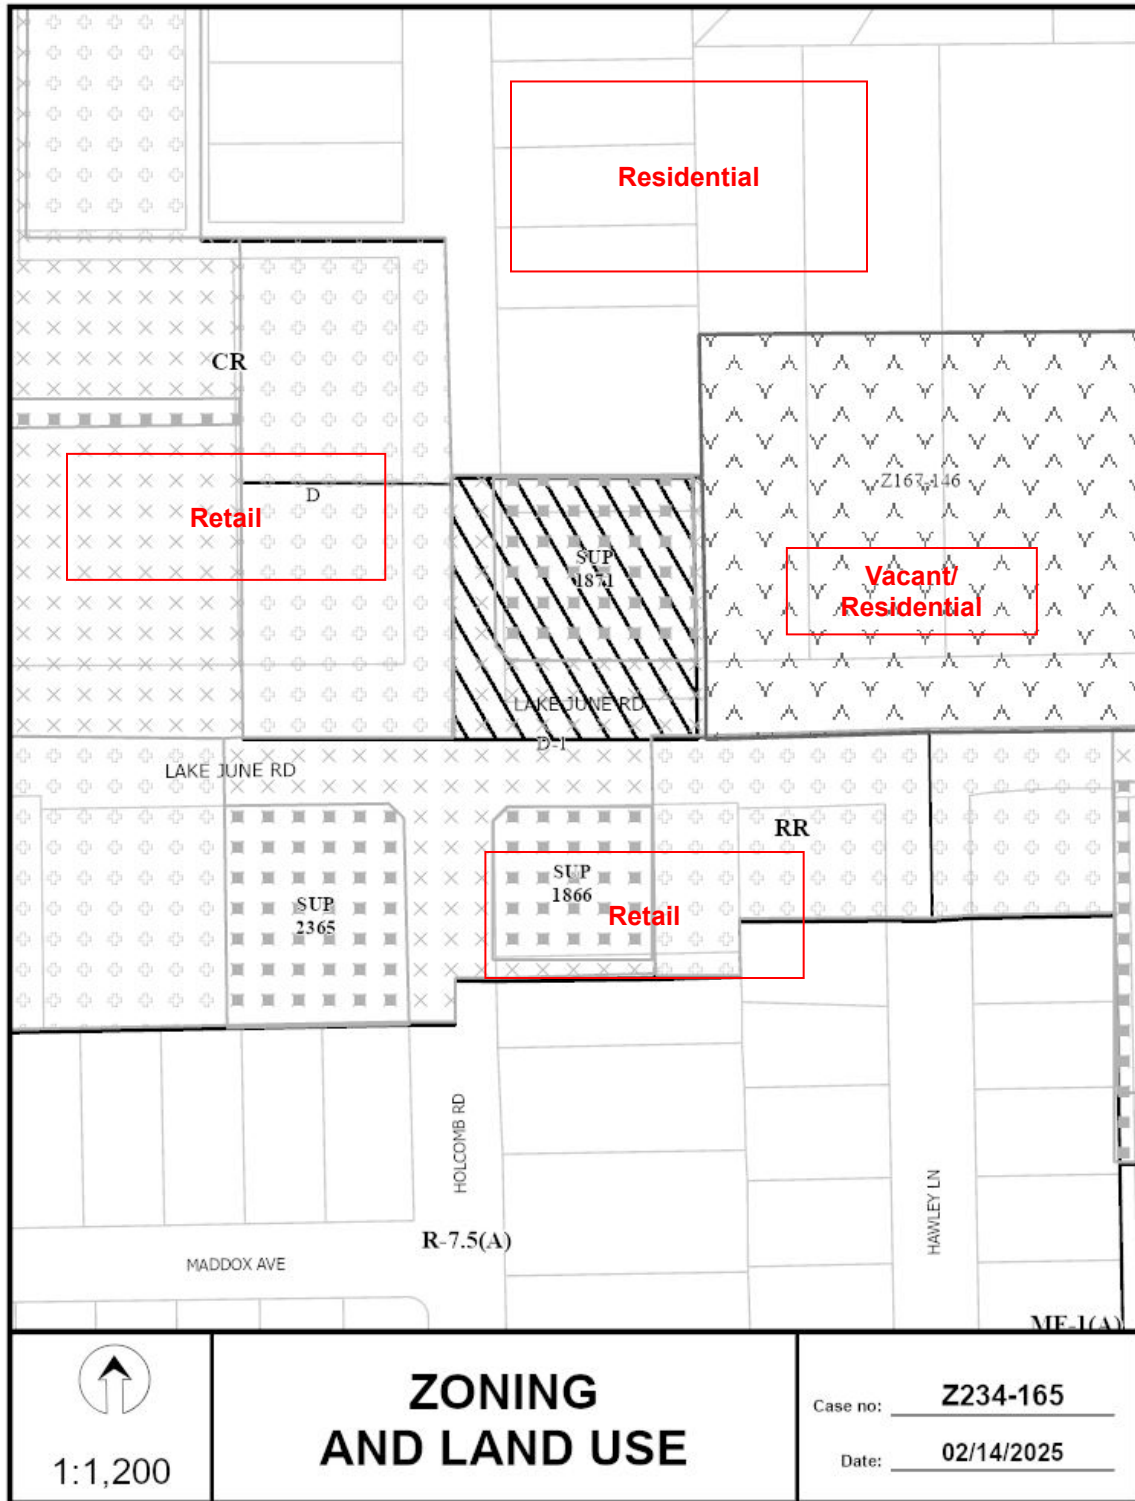 Residential
CR
Z167-146
D
Retail
SUP
1871
Vacant/
Residential
LAKE JUNE RD
D-1
LAKE JUNE RD
RR
SUP
1866
Retail
SUP
2365
HOLCOMB RD
HAWLEY LN
R-7.5(A)
MADDOX AVE
MF-1(A)
1:1,200
ZONING
AND LAND USE
Case no: Z234-165
Date: 02/14/2025